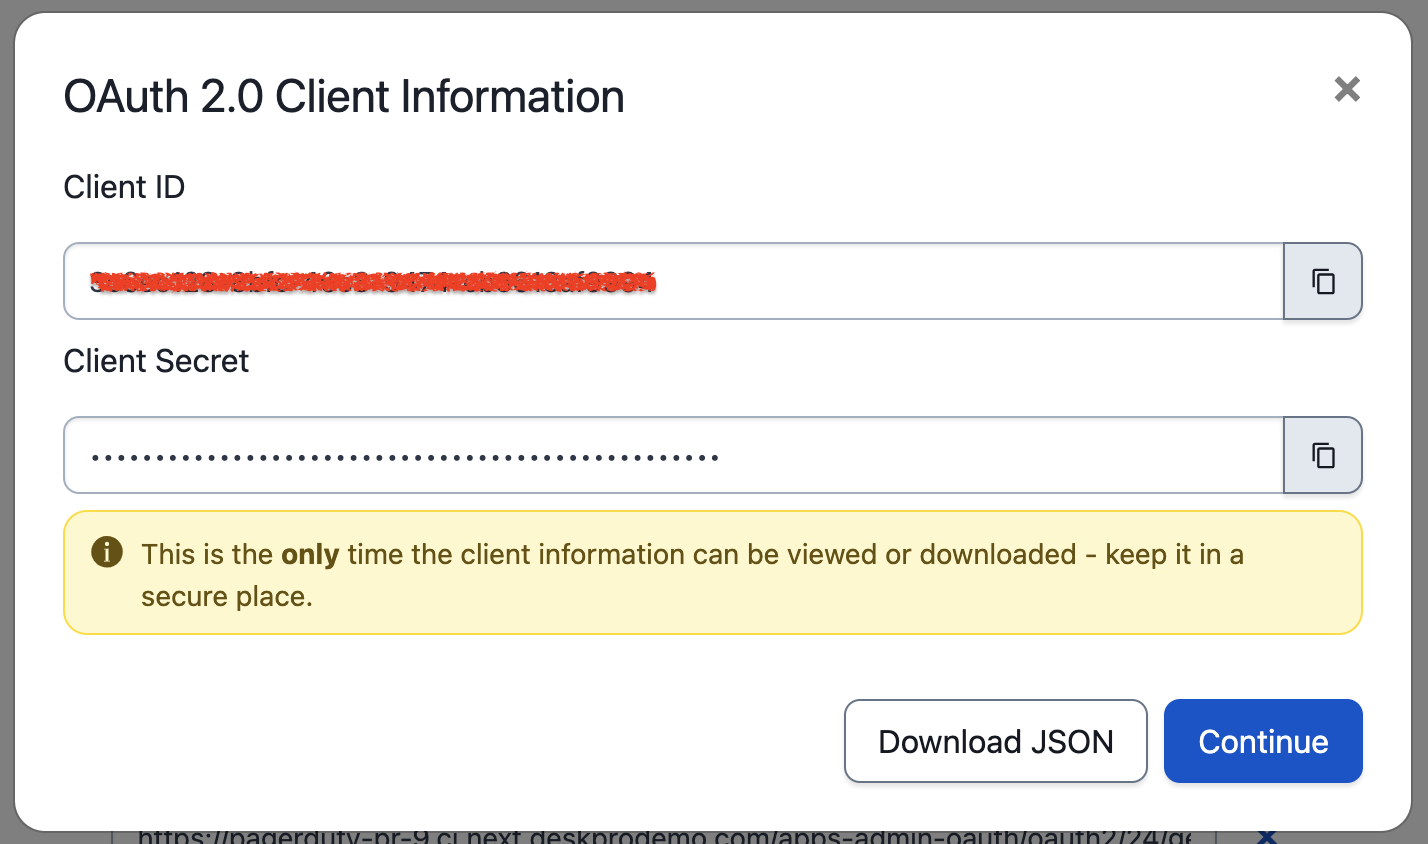 OAuth 2.0 Client Information
Client ID
Client Secret
••••••••••••••••••••••••••••••••••••••••••••••••
This is the only time the client information can be viewed or downloaded - keep it in a
secure place.
Download JSON
Continue
https://pagerduty-pr-9.ci.next.deskprodemo.com/apps-admin-oauth/oauth2/24/ge